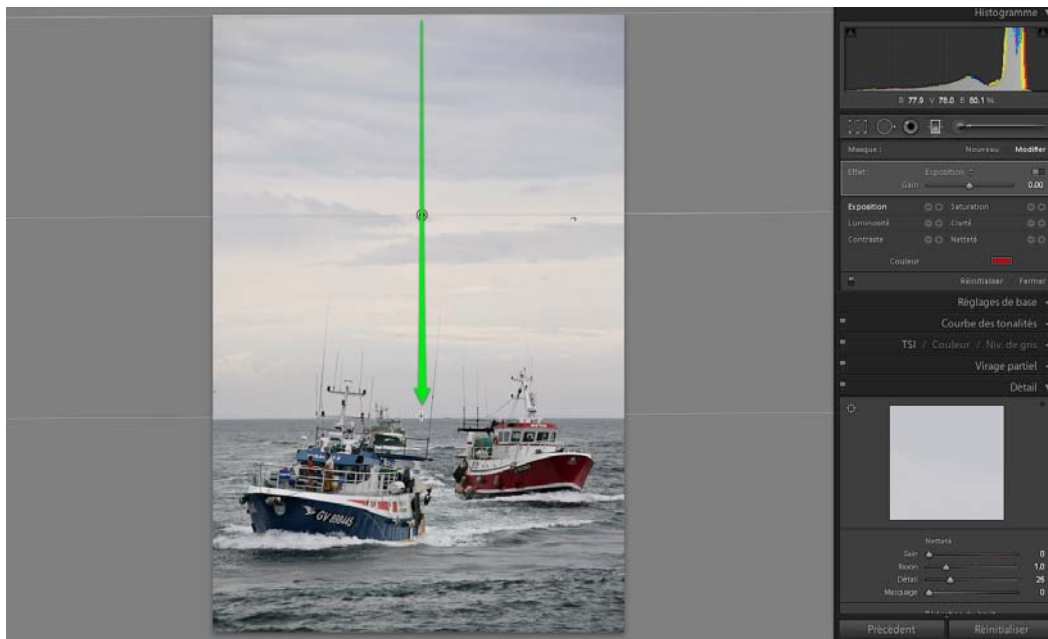 Histogramme
R 77.9 V 78.0 B 80.1 %
Masque : Nouveau Modifier
Effet : Exposition
Gain 0.00
Exposition Saturation
Luminosité Clarté
Contraste Netteté
Couleur
Réinitialiser Fermer
Réglages de base
Courbe des tonalités
TSI / Couleur / Niv. de gris
Virage partiel
Détail
GV 898445
Netteté
Gain 0
Rayon 1.0
Détail 25
Masquage 0
Précédent Réinitialiser